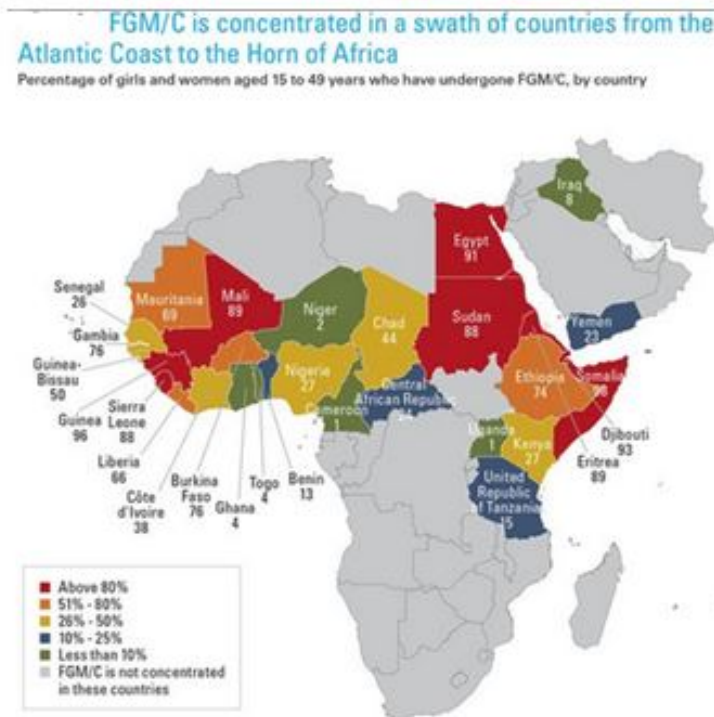 FGM/C is concentrated in a swath of countries from the
Atlantic Coast to the Horn of Africa
Percentage of girls and women aged 15 to 49 years who have undergone FGM/C, by country
Iraq
8
Egypt
91
Senegal
26
Mauritania
69
Mali
89
Niger
2
Chad
44
Sudan
88
Yemen
23
Gambia
76
Guinea-
Bissau
50
Nigerie
27
Ethiopia
74
Somalia
Central
African Republic
Cameroon
1
Guinea
96
Sierra
Leone
88
Uganda
1
Kenya
27
Djibouti
93
Eritrea
89
Liberia
66
Côte
d'Ivoire
38
Burkina
Faso
76
Ghana
4
Togo
4
Benin
13
United
Republic
of Tanzania
15
Above 80%
51% - 80%
26% - 50%
10% - 25%
Less than 10%
FGM/C is not concentrated
in these countries